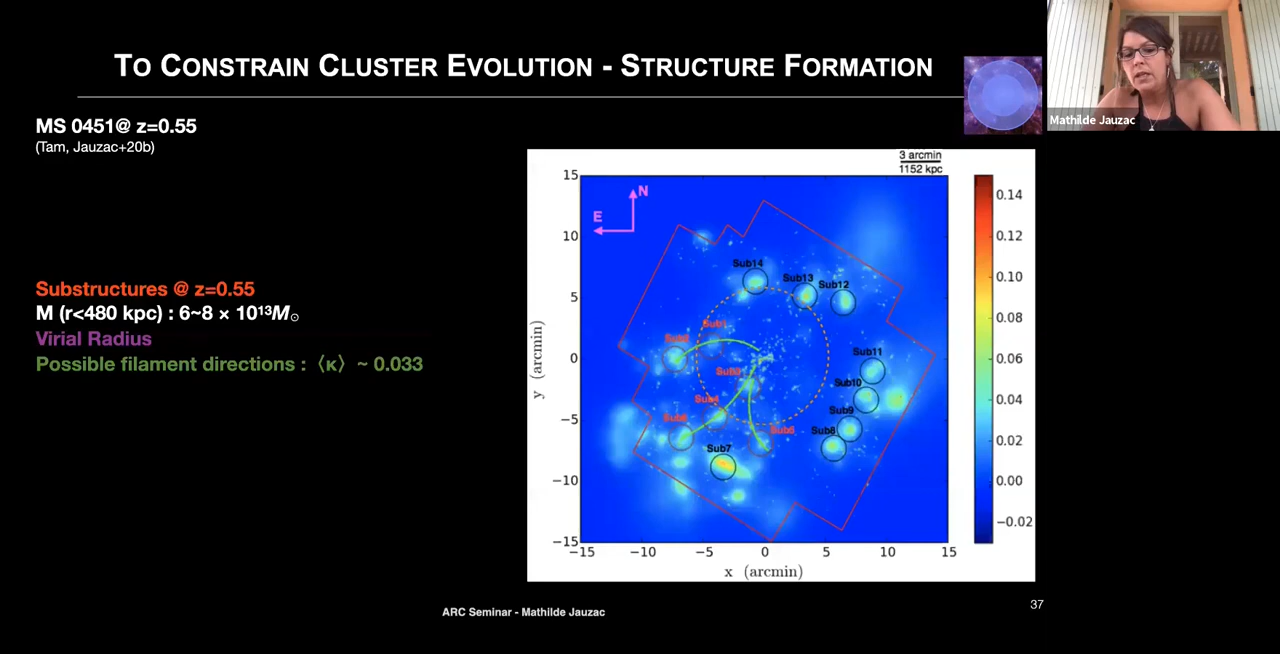 TO CONSTRAIN CLUSTER EVOLUTION - STRUCTURE FORMATION
Mathilde Jauzac
MS 0451@ z=0.55
(Tam, Jauzac+20b)
Substructures @ z=0.55
M (r<480 kpc) : 6~8 × 10¹³M⊙
Virial Radius
Possible filament directions : ⟨κ⟩ ~ 0.033
3 arcmin
1152 kpc
N
E
15
10
5
0
−5
−10
−15
y (arcmin)
Sub14
Sub13
Sub12
Sub11
Sub10
Sub9
Sub8
Sub7
−15
−10
−5
0
5
10
15
x (arcmin)
0.14
0.12
0.10
0.08
0.06
0.04
0.02
0.00
−0.02
ARC Seminar - Mathilde Jauzac
37